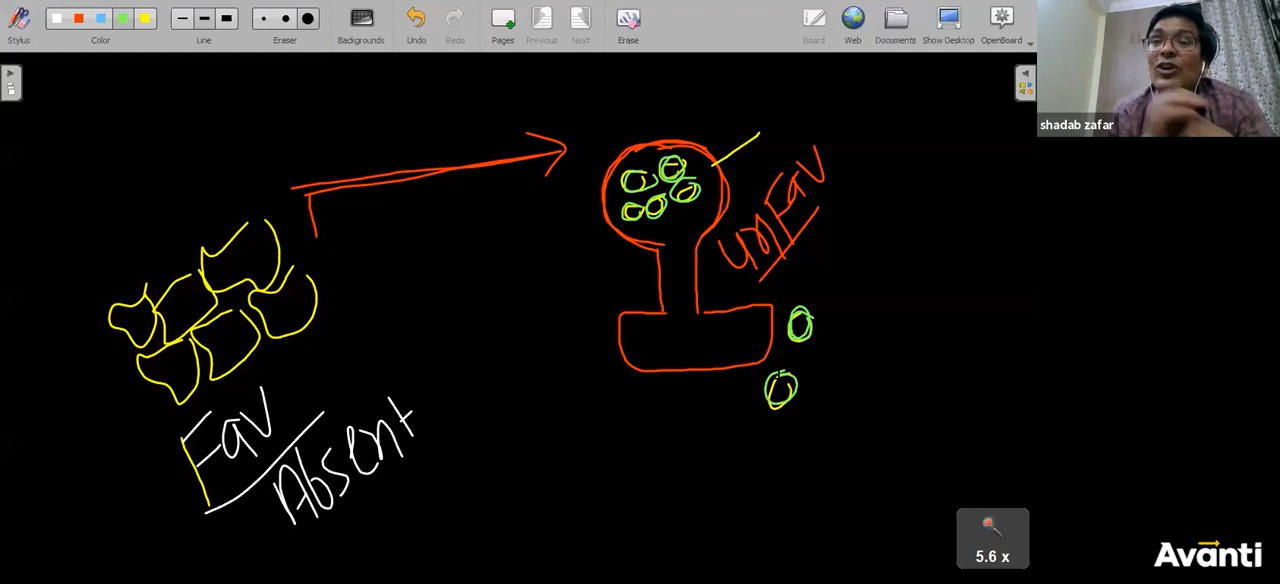 Stylus
Color
Line
Eraser
Backgrounds
Undo
Redo
Pages
Previous
Next
Erase
Board
Web
Documents
Show Desktop
OpenBoard
shadab zafar
unFav
Fav
Absent
5.6 x
Avanti